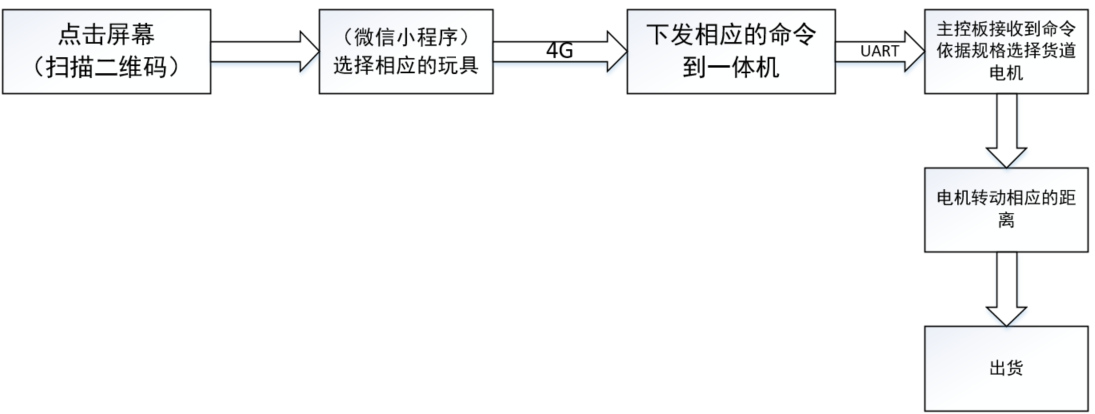 点击屏幕
（扫描二维码）
（微信小程序）
选择相应的玩具
4G
下发相应的命令
到一体机
UART
主控板接收到命令
依据规格选择货道
电机
电机转动相应的距
离
出货